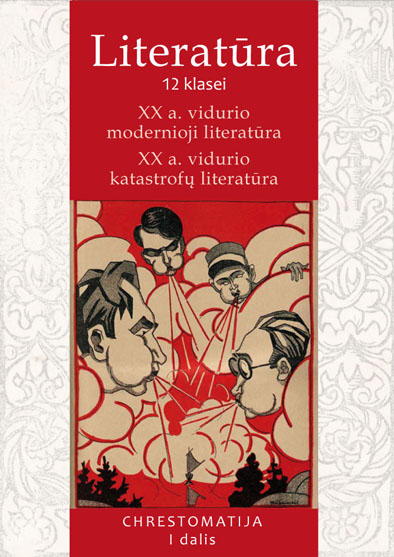 Literatūra
12 klasei
XX a. vidurio
modernioji literatūra
XX a. vidurio
katastrofų literatūra
CHRESTOMATIJA
I dalis